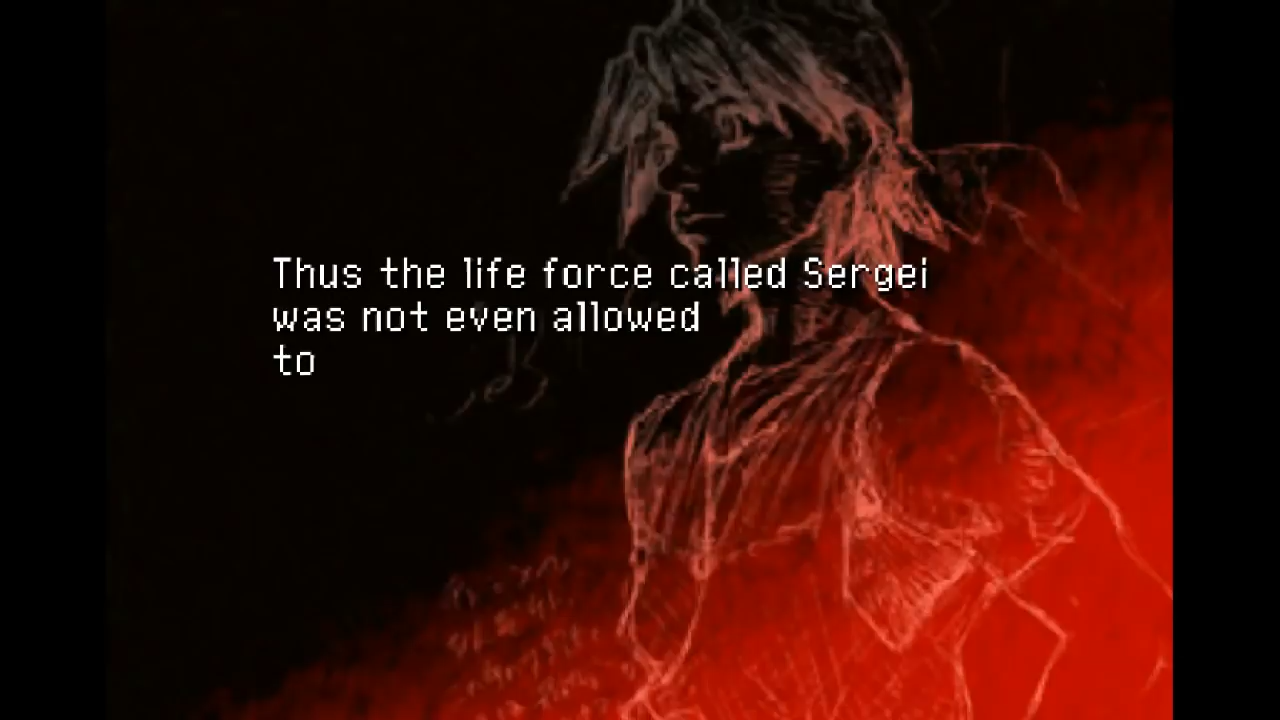 Thus the life force called Sergei
was not even allowed
to